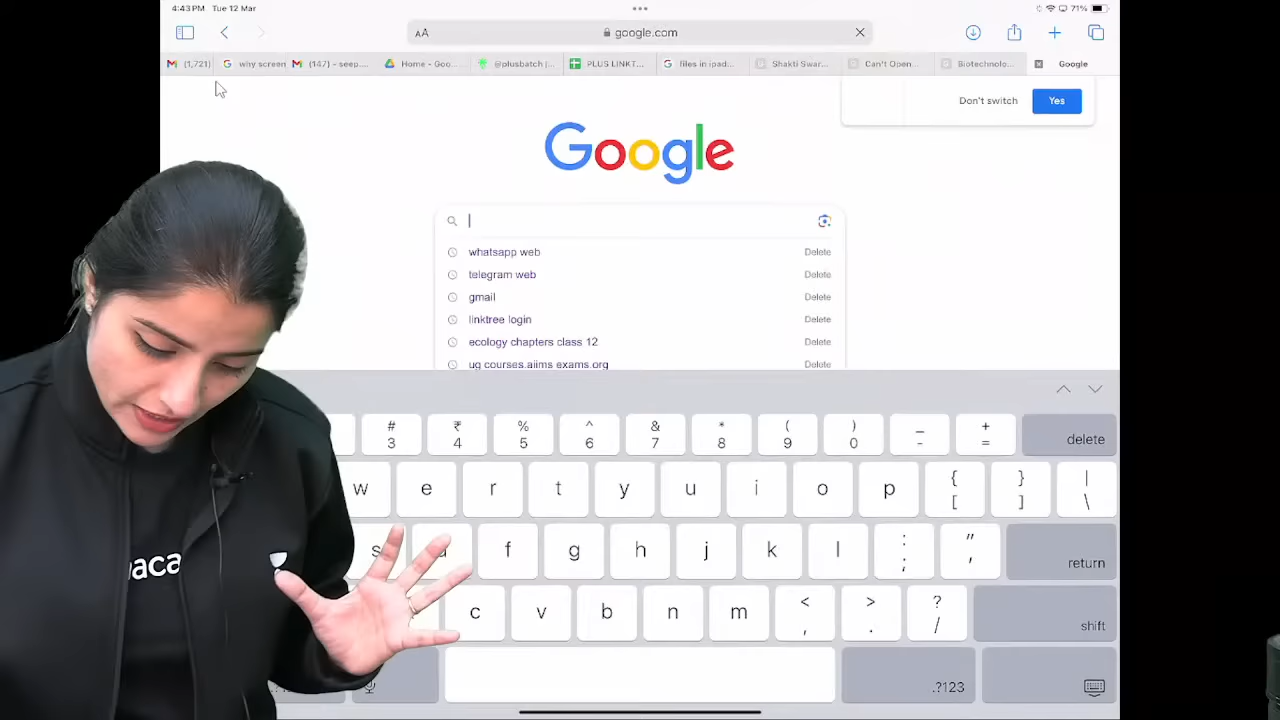 4:43 PM Tue 12 Mar
71%
AA
google.com
(1,721)
why screen
(147) - seep...
Home - Goo...
@plusbatch |...
PLUS LINKT...
files in ipad...
Shakti Swar...
Can't Open...
Biotechnolo...
Google
Don't switch
Yes
Google
whatsapp web Delete
telegram web Delete
gmail Delete
linktree login Delete
ecology chapters class 12 Delete
ug courses.aiims exams.org Delete
# ₹ % ^ & * ( ) _ +
3 4 5 6 7 8 9 0 - = delete
w e r t y u i o p { [ } ] | \
s d f g h j k l : ; " ' return
c v b n m < , > . ? / shift
.?123